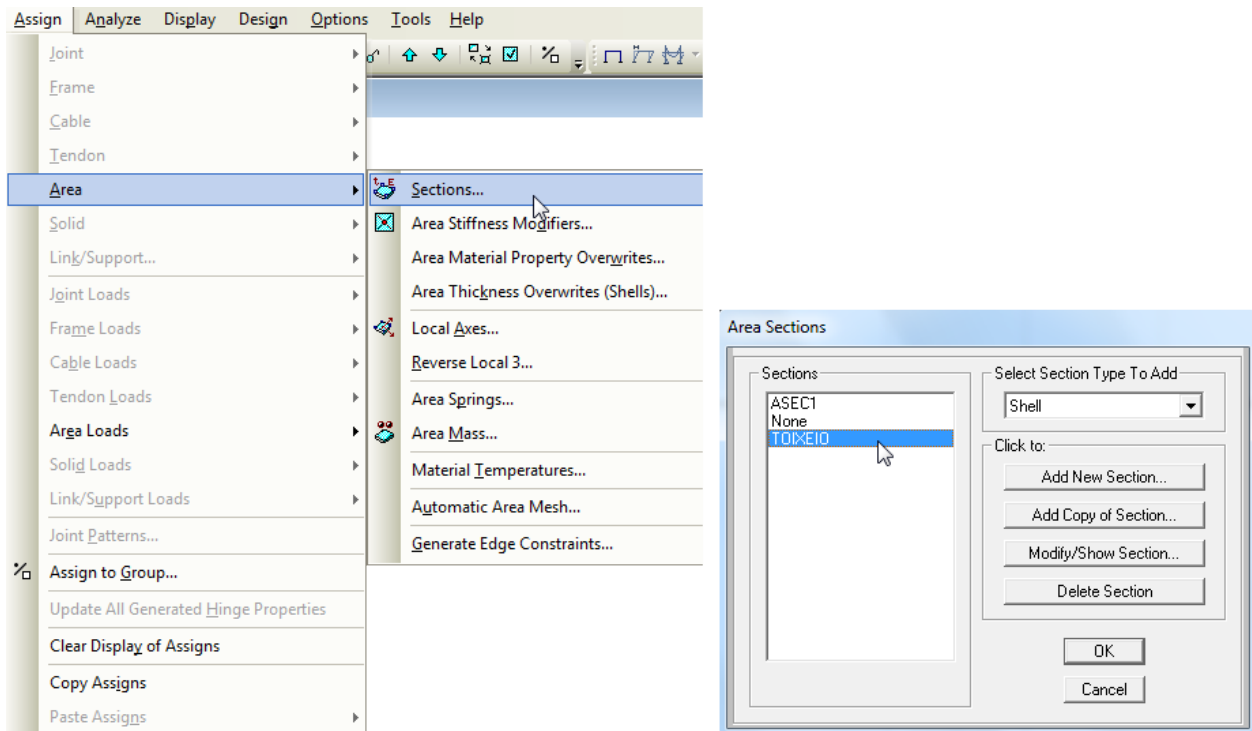 Assign Analyze Display Design Options Tools Help
Joint
Frame
Cable
Tendon
Area
Solid
Link/Support...
Joint Loads
Frame Loads
Cable Loads
Tendon Loads
Area Loads
Solid Loads
Link/Support Loads
Joint Patterns...
Assign to Group...
Update All Generated Hinge Properties
Clear Display of Assigns
Copy Assigns
Paste Assigns
Sections...
Area Stiffness Modifiers...
Area Material Property Overwrites...
Area Thickness Overwrites (Shells)...
Local Axes...
Reverse Local 3...
Area Springs...
Area Mass...
Material Temperatures...
Automatic Area Mesh...
Generate Edge Constraints...
Area Sections
Sections
ASEC1
None
TOIXEIO
Select Section Type To Add
Shell
Click to:
Add New Section...
Add Copy of Section...
Modify/Show Section...
Delete Section
OK
Cancel